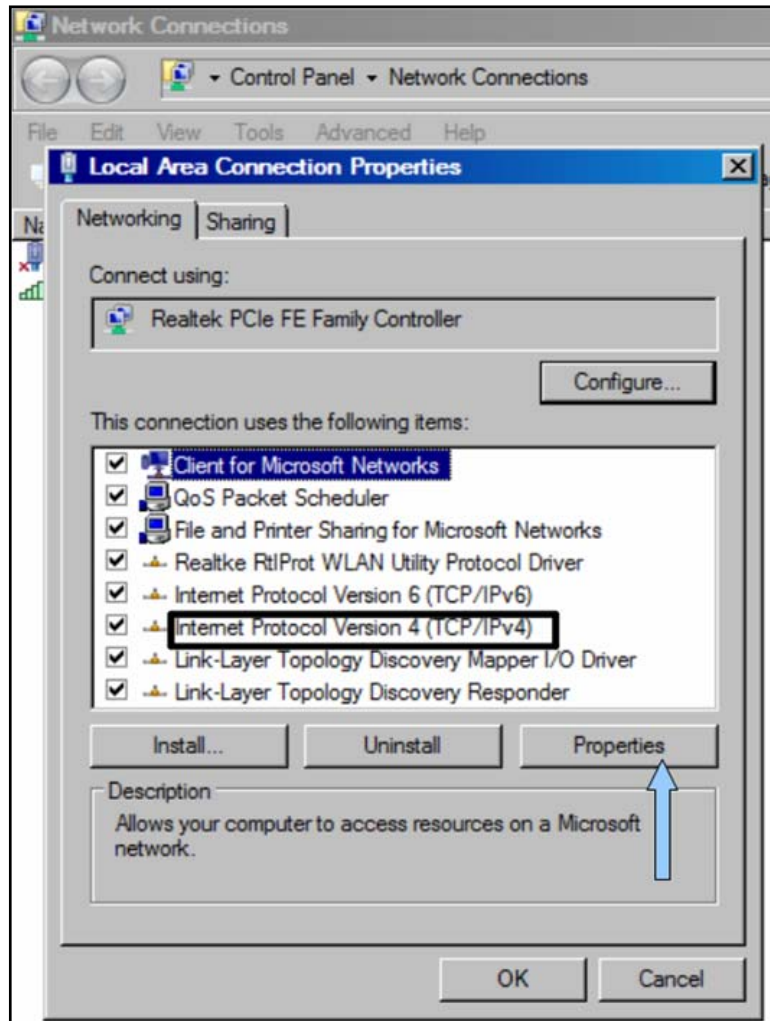 Network Connections
Control Panel Network Connections
File Edit View Tools Advanced Help
Local Area Connection Properties
Na
Networking Sharing
Connect using:
Realtek PCIe FE Family Controller
Configure...
This connection uses the following items:
Client for Microsoft Networks
QoS Packet Scheduler
File and Printer Sharing for Microsoft Networks
Realtke RtlProt WLAN Utility Protocol Driver
Internet Protocol Version 6 (TCP/IPv6)
Internet Protocol Version 4 (TCP/IPv4)
Link-Layer Topology Discovery Mapper I/O Driver
Link-Layer Topology Discovery Responder
Install... Uninstall Properties
Description
Allows your computer to access resources on a Microsoft
network.
OK Cancel